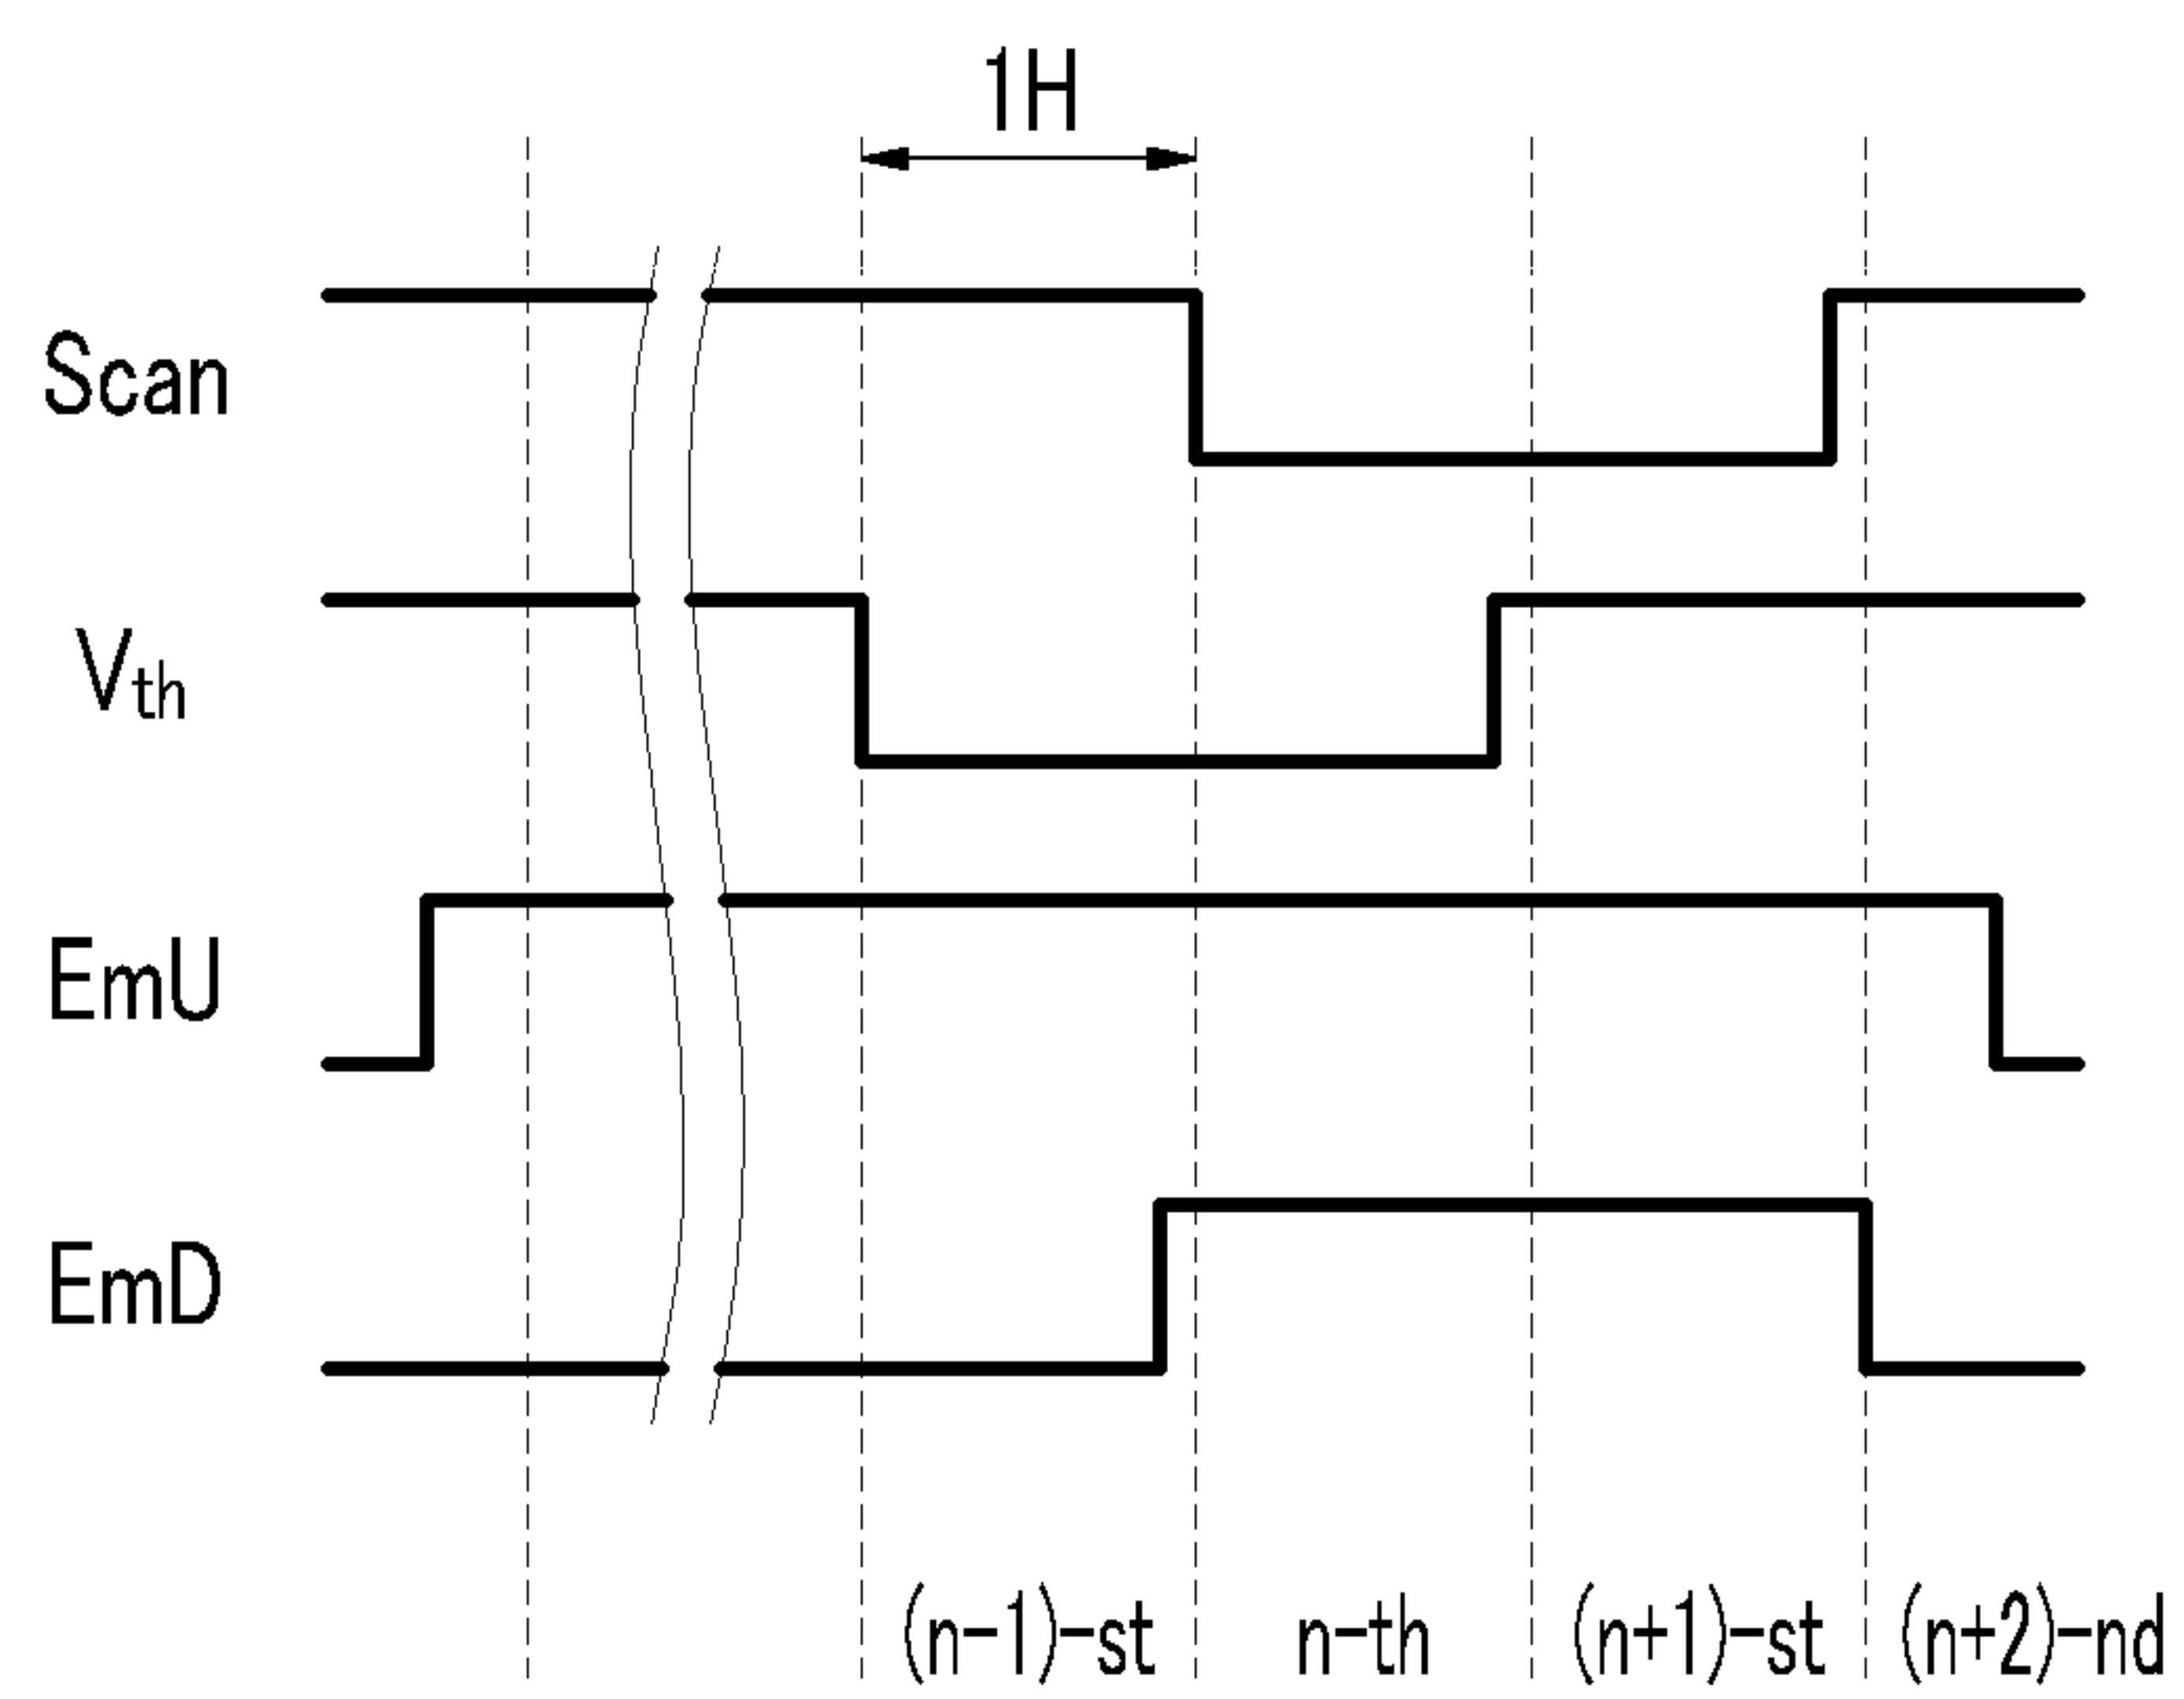 1H
Scan
Vth
EmU
EmD
(n-1)-st n-th (n+1)-st (n+2)-nd